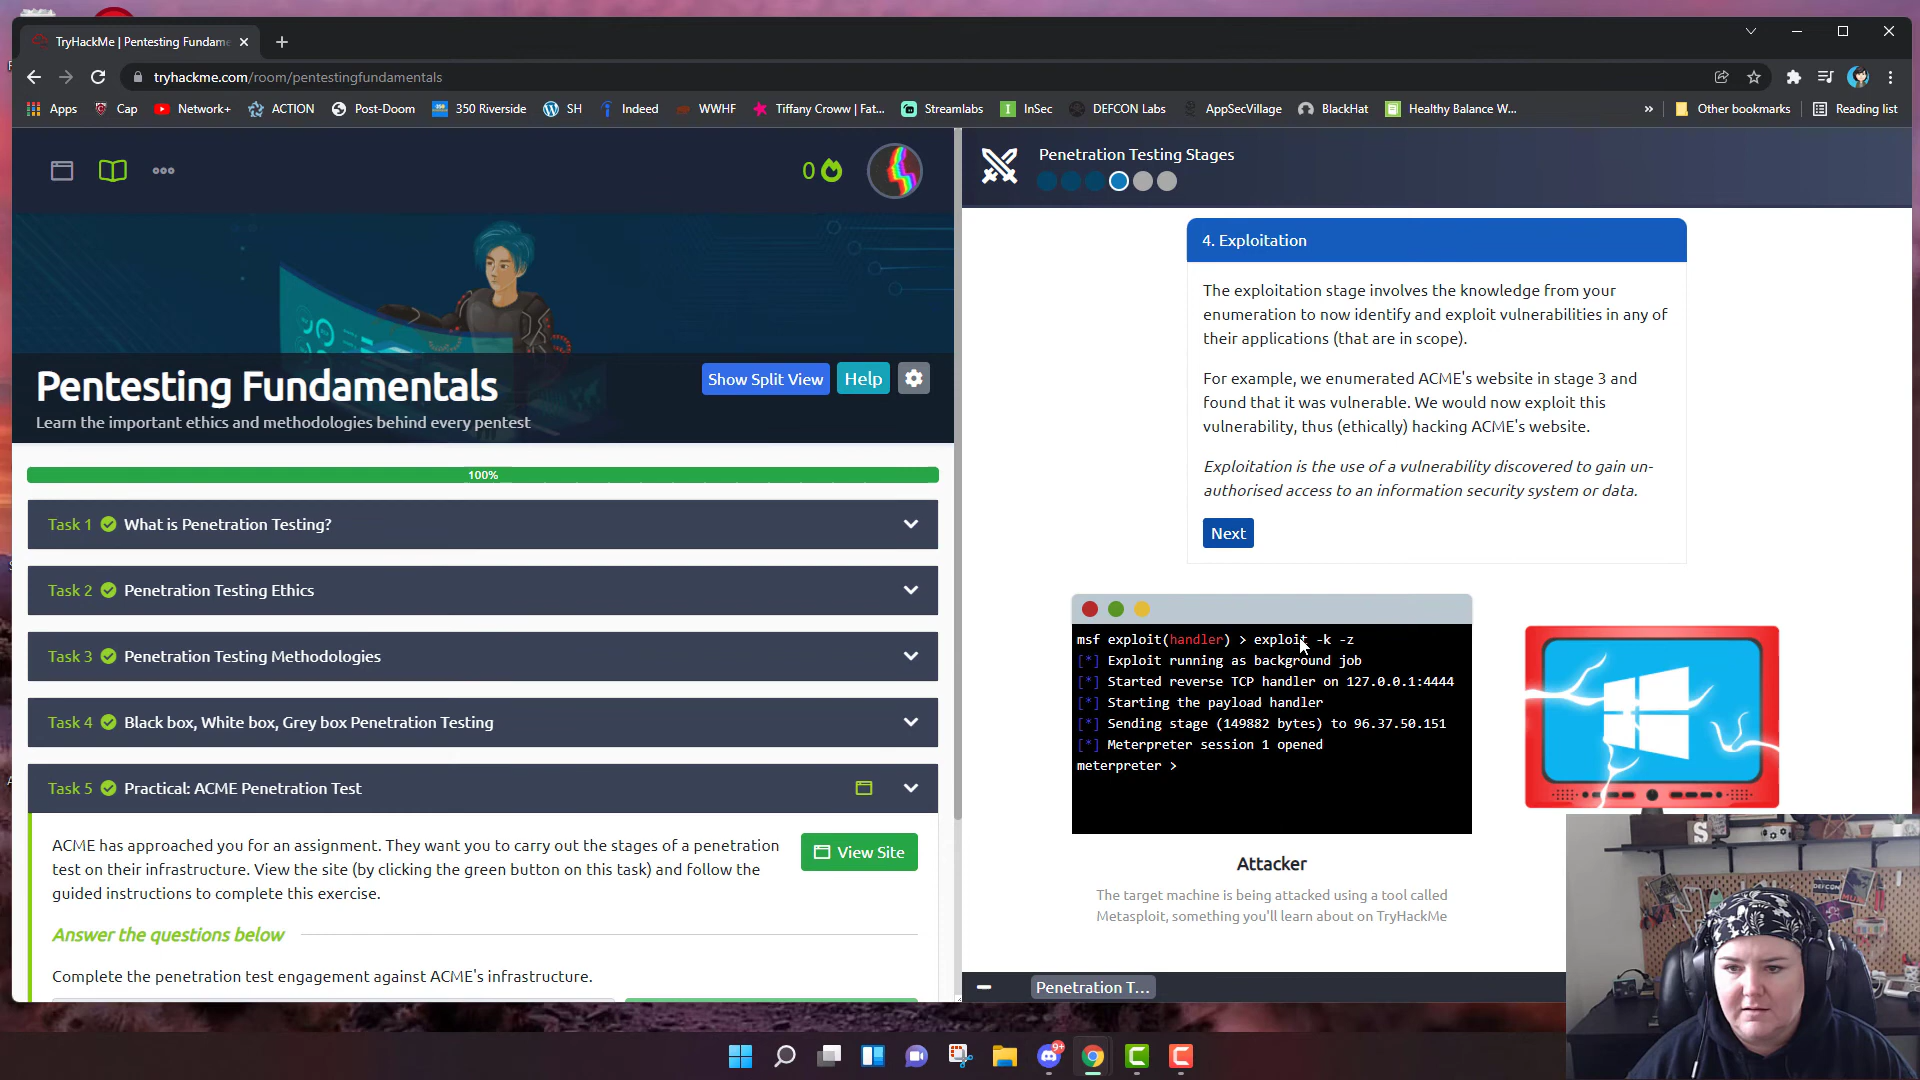 TryHackMe | Pentesting Fundam
tryhackme.com/room/pentestingfundamentals
Apps Cap Network+ ACTION Post-Doom 350 Riverside SH Indeed WWHF Tiffany Croww | Fat... Streamlabs InSec DEFCON Labs AppSecVillage BlackHat Healthy Balance W... » Other bookmarks Reading list
0
Pentesting Fundamentals
Learn the important ethics and methodologies behind every pentest
Show Split View Help
100%
Task 1 What is Penetration Testing?
Task 2 Penetration Testing Ethics
Task 3 Penetration Testing Methodologies
Task 4 Black box, White box, Grey box Penetration Testing
Task 5 Practical: ACME Penetration Test
ACME has approached you for an assignment. They want you to carry out the stages of a penetration
test on their infrastructure. View the site (by clicking the green button on this task) and follow the
guided instructions to complete this exercise.
View Site
Answer the questions below
Complete the penetration test engagement against ACME's infrastructure.
Penetration Testing Stages
4. Exploitation
The exploitation stage involves the knowledge from your
enumeration to now identify and exploit vulnerabilities in any of
their applications (that are in scope).
For example, we enumerated ACME's website in stage 3 and
found that it was vulnerable. We would now exploit this
vulnerability, thus (ethically) hacking ACME's website.
Exploitation is the use of a vulnerability discovered to gain un-
authorised access to an information security system or data.
Next
msf exploit(handler) > exploit -k -z
[*] Exploit running as background job
[*] Started reverse TCP handler on 127.0.0.1:4444
[*] Starting the payload handler
[*] Sending stage (149882 bytes) to 96.37.50.151
[*] Meterpreter session 1 opened
meterpreter >
Attacker
The target machine is being attacked using a tool called
Metasploit, something you'll learn about on TryHackMe
Penetration T...
S
DEFCON
9+